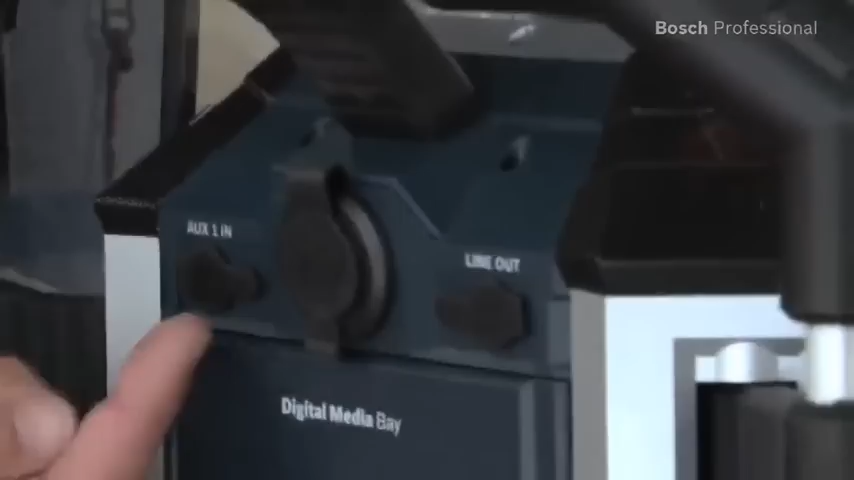 Bosch Professional
AUX 1 IN
LINE OUT
Digital Media Bay